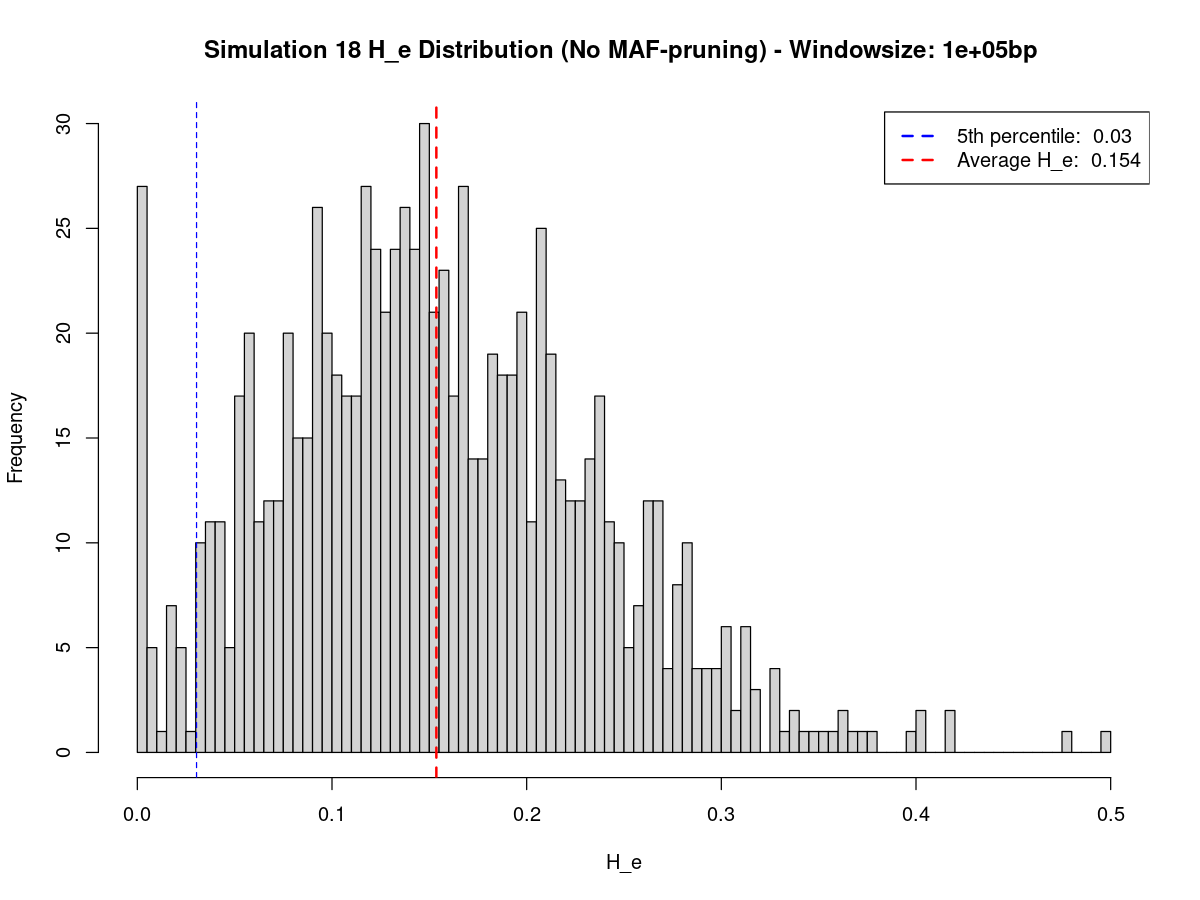 Simulation 18 H_e Distribution (No MAF-pruning) - Windowsize: 1e+05bp
5th percentile: 0.03
Average H_e: 0.154
Frequency
30
25
20
15
10
5
0
0.0 0.1 0.2 0.3 0.4 0.5
H_e